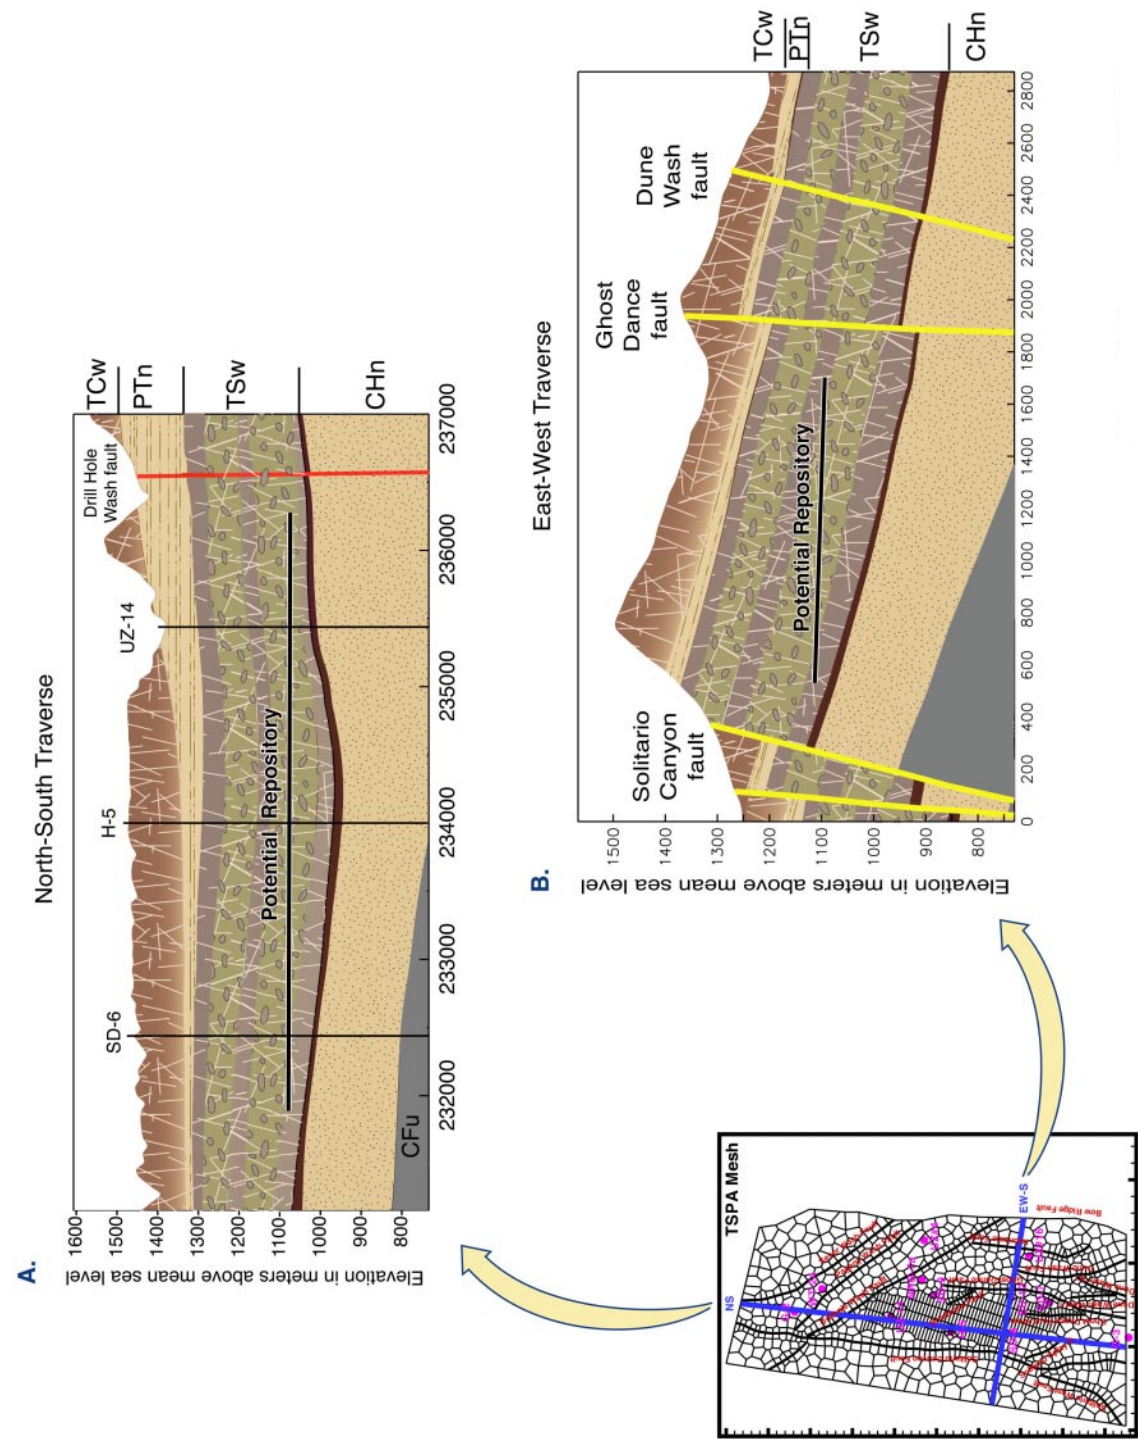 A.
North-South Traverse
SD-6
H-5
UZ-14
Drill Hole
Wash fault
TCw
PTn
TSw
CHn
Potential Repository
CFu
Elevation in meters above mean sea level
1600
1500
1400
1300
1200
1100
1000
900
800
232000
233000
234000
235000
236000
237000
B.
East-West Traverse
Solitario
Canyon
fault
Ghost
Dance
fault
Dune
Wash
fault
TCw
PTn
TSw
CHn
Potential Repository
Elevation in meters above mean sea level
1500
1400
1300
1200
1100
1000
900
800
0
200
400
600
800
1000
1200
1400
1600
1800
2000
2200
2400
2600
2800
TSPA Mesh
NS
EW-S
Bow Ridge Fault
Solitario Canyon Fault